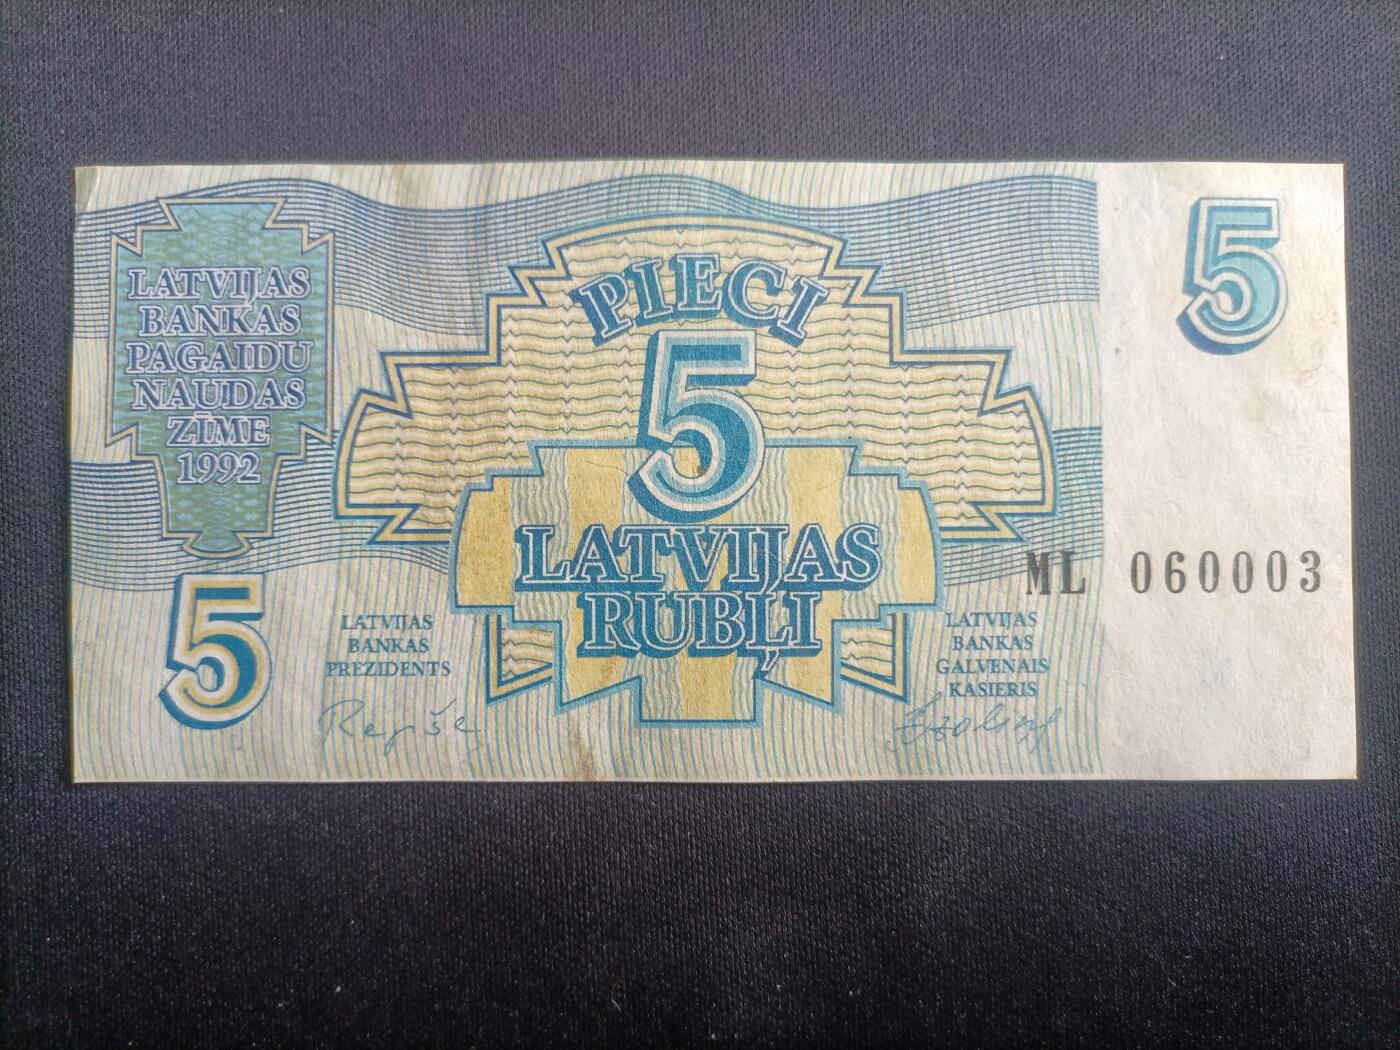 LATVIJAS
BANKAS
PAGAIDU
NAUDAS
ZĪME
1992
5
PIECI
5
LATVIJAS
RUBĻI
5
LATVIJAS
BANKAS
PREZIDENTS
Repše
LATVIJAS
BANKAS
GALVENAIS
KASIERIS
ML 060003